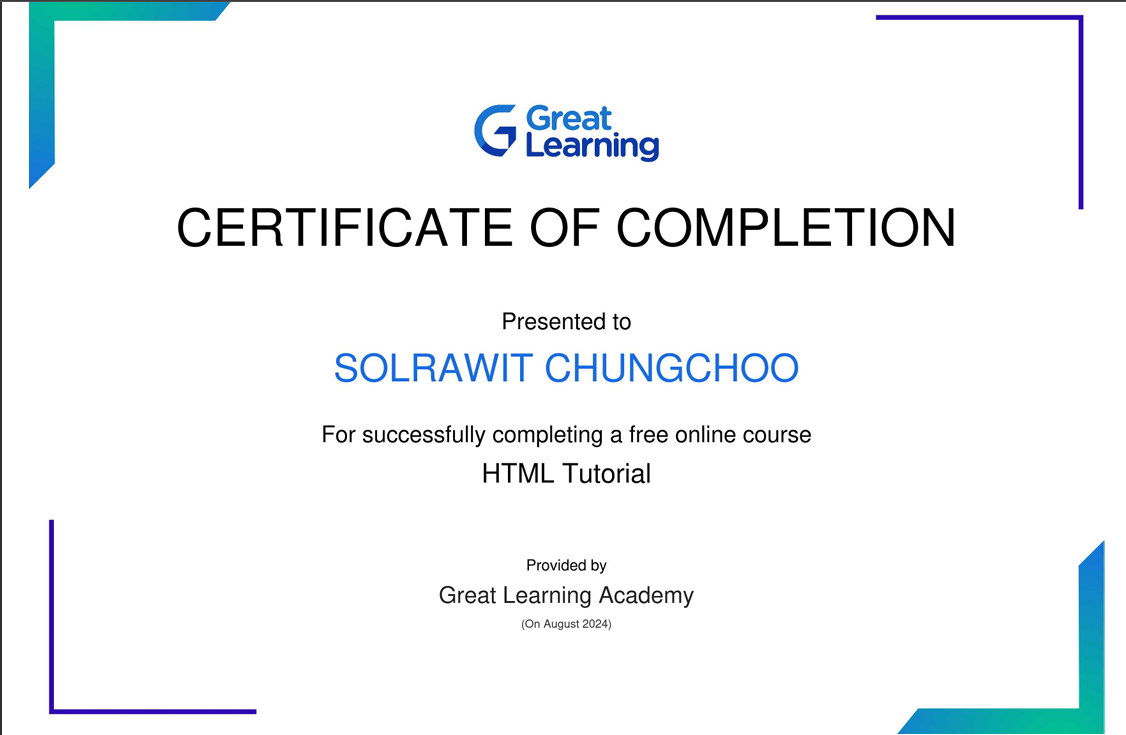 Great
Learning
CERTIFICATE OF COMPLETION
Presented to
SOLRAWIT CHUNGCHOO
For successfully completing a free online course
HTML Tutorial
Provided by
Great Learning Academy
(On August 2024)